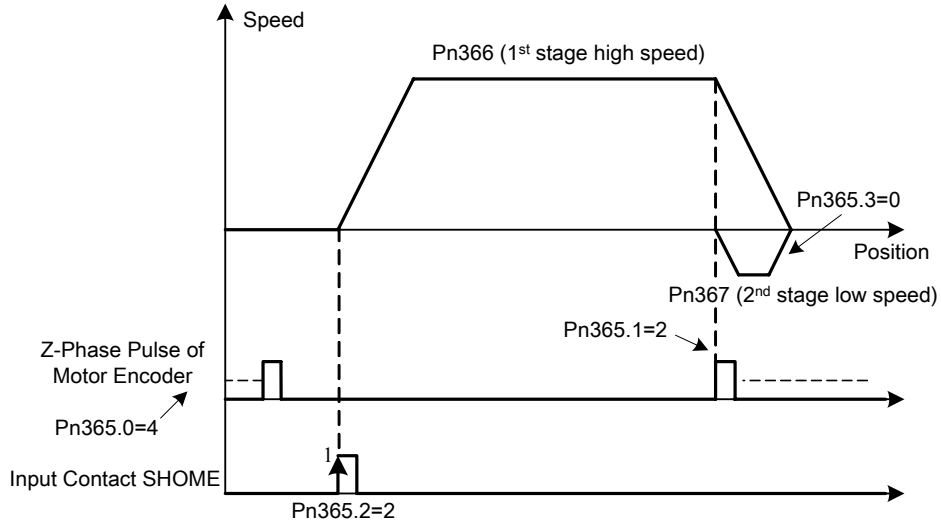 Speed
Pn366 (1st stage high speed)
Pn365.3=0
Position
Pn367 (2nd stage low speed)
Pn365.1=2
Z-Phase Pulse of
Motor Encoder
Pn365.0=4
1
Input Contact SHOME
Pn365.2=2